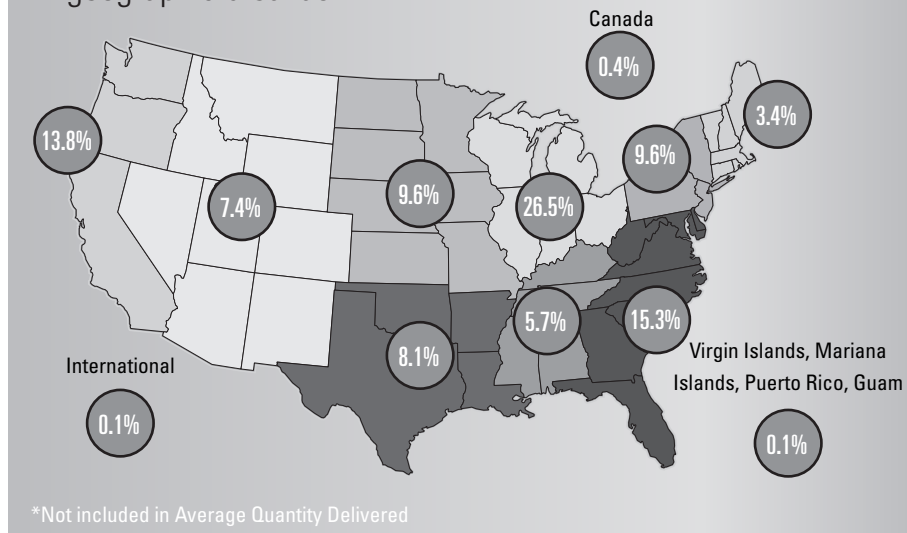 Canada
0.4%
3.4%
13.8%
9.6%
7.4%
9.6%
26.5%
5.7%
15.3%
8.1%
Virgin Islands, Mariana
Islands, Puerto Rico, Guam
0.1%
International
0.1%
*Not included in Average Quantity Delivered